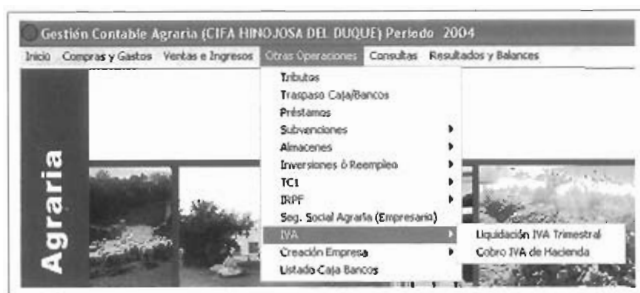 Gestión Contable Agraria (CIFA HINOJOSA DEL DUQUE) Periodo 2004
Inicio Compras y Gastos Ventas e Ingresos Otras Operaciones Consultas Resultados y Balances
Tributos
Traspaso Caja/Bancos
Préstamos
Subvenciones
Almacenes
Inversiones ó Reempleo
TC1
IRPF
Seg. Social Agraria (Empresario)
IVA
Creación Empresa
Listado Caja Bancos
Liquidación IVA Trimestral
Cobro IVA de Hacienda
Agraria